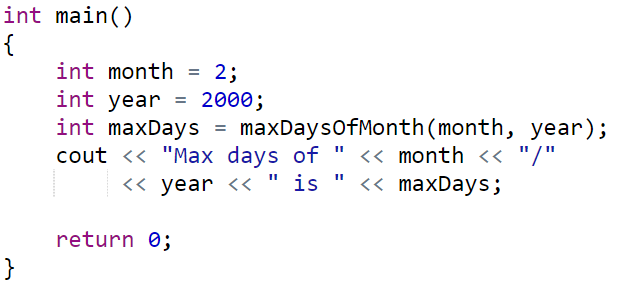 int main()
{
    int month = 2;
    int year = 2000;
    int maxDays = maxDaysOfMonth(month, year);
    cout << "Max days of " << month << "/"
         << year << " is " << maxDays;

    return 0;
}